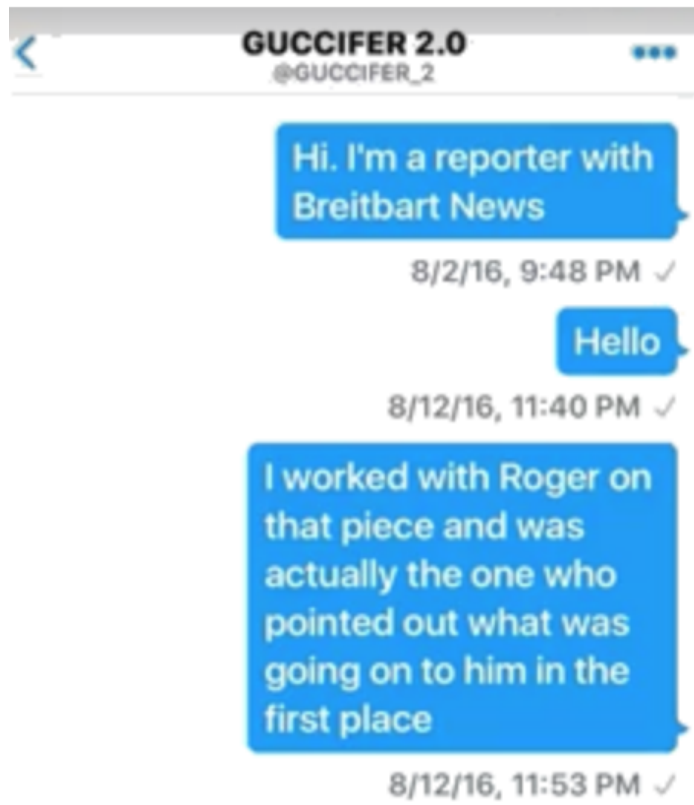 GUCCIFER 2.0
@GUCCIFER_2
Hi. I'm a reporter with
Breitbart News
8/2/16, 9:48 PM ✓
Hello
8/12/16, 11:40 PM ✓
I worked with Roger on
that piece and was
actually the one who
pointed out what was
going on to him in the
first place
8/12/16, 11:53 PM ✓